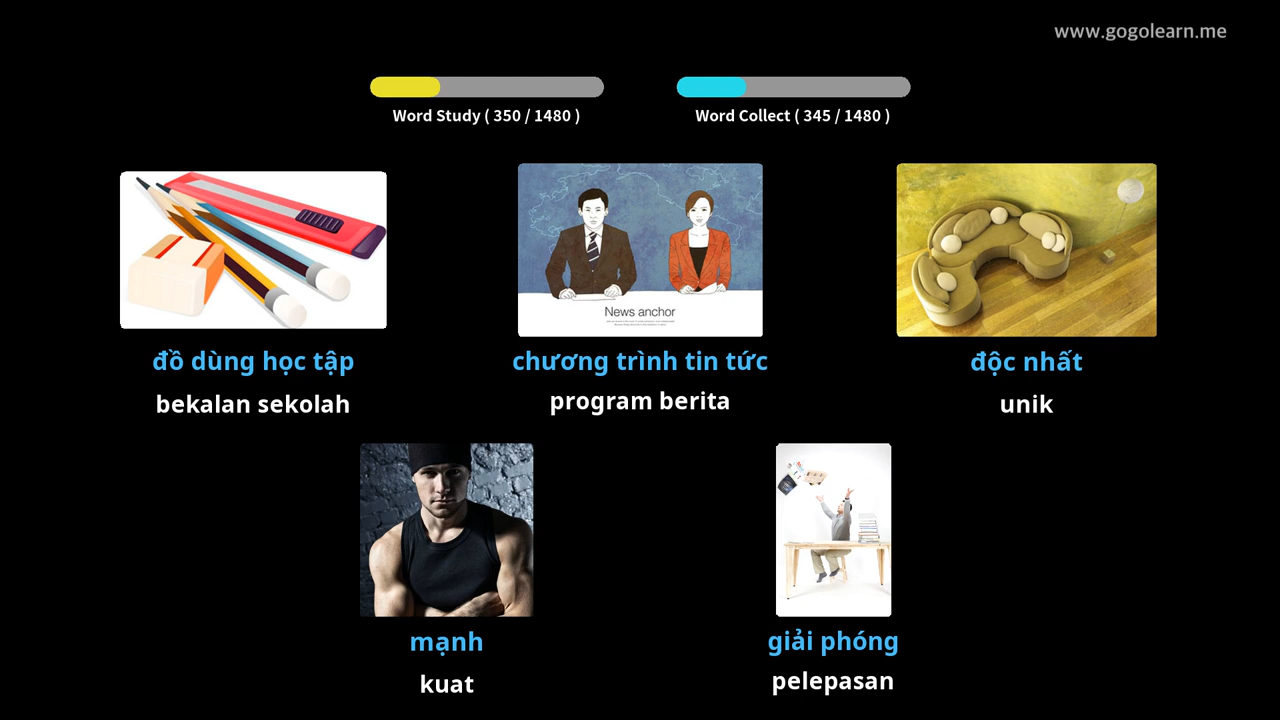 www.gogolearn.me
Word Study ( 350 / 1480 )
Word Collect ( 345 / 1480 )
News anchor
đồ dùng học tập
bekalan sekolah
chương trình tin tức
program berita
độc nhất
unik
mạnh
kuat
giải phóng
pelepasan